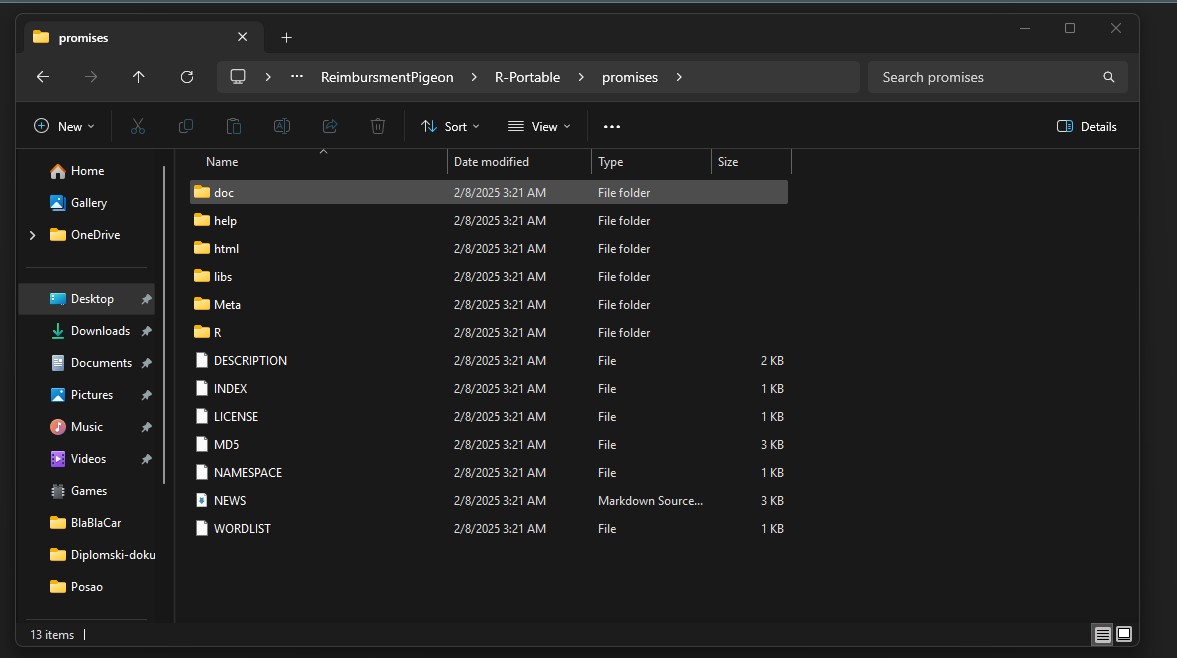 promises
ReimbursmentPigeon R-Portable promises
Search promises
New Sort View Details
Name Date modified Type Size
Home
Gallery
OneDrive
Desktop
Downloads
Documents
Pictures
Music
Videos
Games
BlaBlaCar
Diplomski-doku
Posao
doc 2/8/2025 3:21 AM File folder
help 2/8/2025 3:21 AM File folder
html 2/8/2025 3:21 AM File folder
libs 2/8/2025 3:21 AM File folder
Meta 2/8/2025 3:21 AM File folder
R 2/8/2025 3:21 AM File folder
DESCRIPTION 2/8/2025 3:21 AM File 2 KB
INDEX 2/8/2025 3:21 AM File 1 KB
LICENSE 2/8/2025 3:21 AM File 1 KB
MD5 2/8/2025 3:21 AM File 3 KB
NAMESPACE 2/8/2025 3:21 AM File 1 KB
NEWS 2/8/2025 3:21 AM Markdown Source... 3 KB
WORDLIST 2/8/2025 3:21 AM File 1 KB
13 items